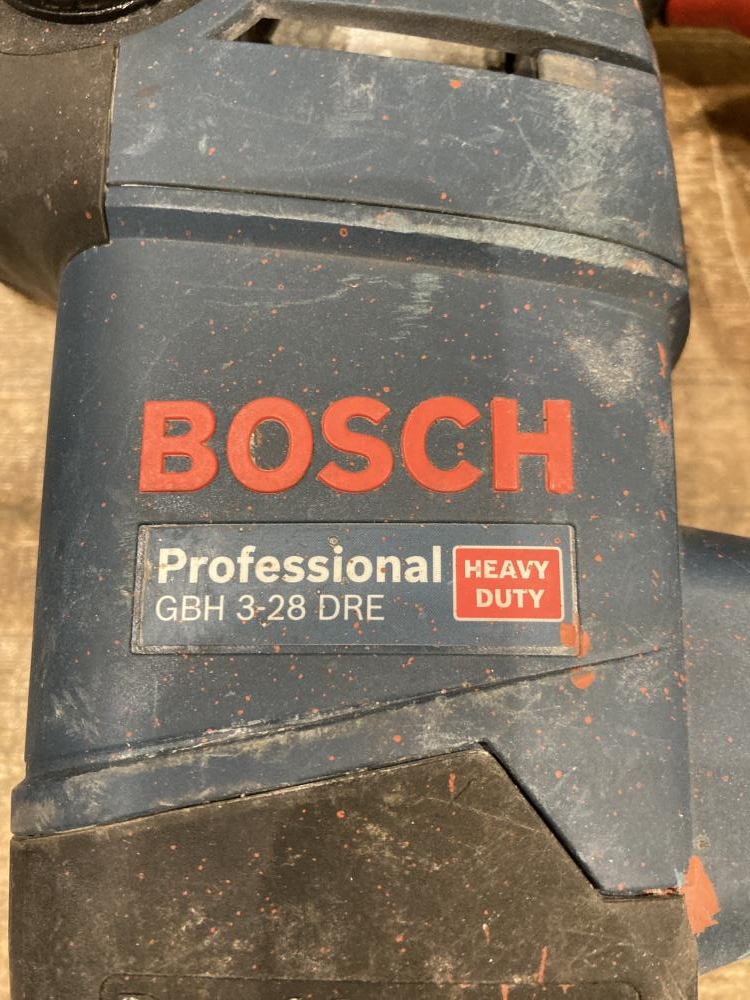 BOSCH
Professional
GBH 3-28 DRE
HEAVY
DUTY